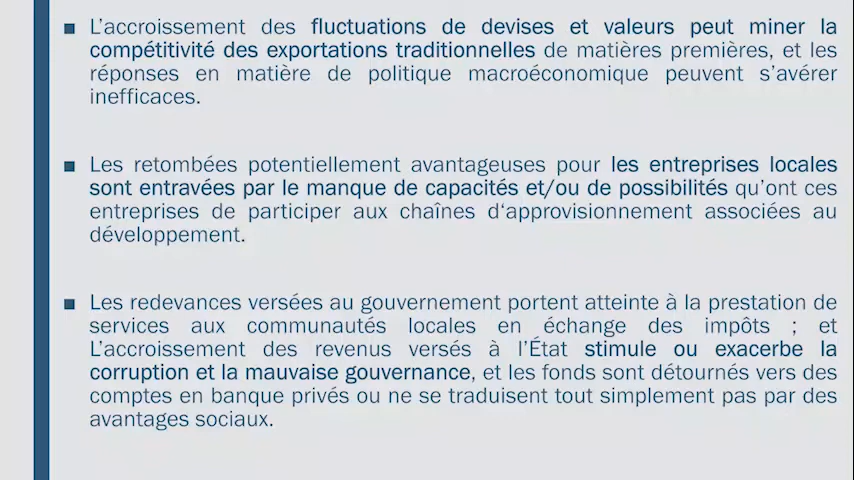 ■ L'accroissement des fluctuations de devises et valeurs peut miner la
compétitivité des exportations traditionnelles de matières premières, et les
réponses en matière de politique macroéconomique peuvent s'avérer
inefficaces.
■ Les retombées potentiellement avantageuses pour les entreprises locales
sont entravées par le manque de capacités et/ou de possibilités qu'ont ces
entreprises de participer aux chaînes d'approvisionnement associées au
développement.
■ Les redevances versées au gouvernement portent atteinte à la prestation de
services aux communautés locales en échange des impôts ; et
L'accroissement des revenus versés à l'État stimule ou exacerbe la
corruption et la mauvaise gouvernance, et les fonds sont détournés vers des
comptes en banque privés ou ne se traduisent tout simplement pas par des
avantages sociaux.